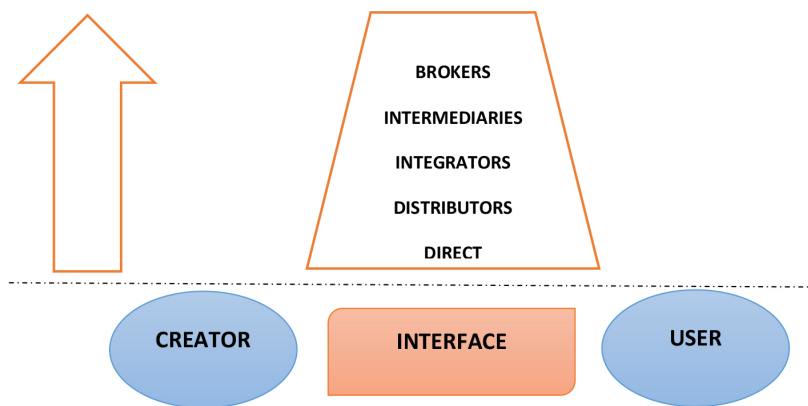 BROKERS
INTERMEDIARIES
INTEGRATORS
DISTRIBUTORS
DIRECT
CREATOR
INTERFACE
USER